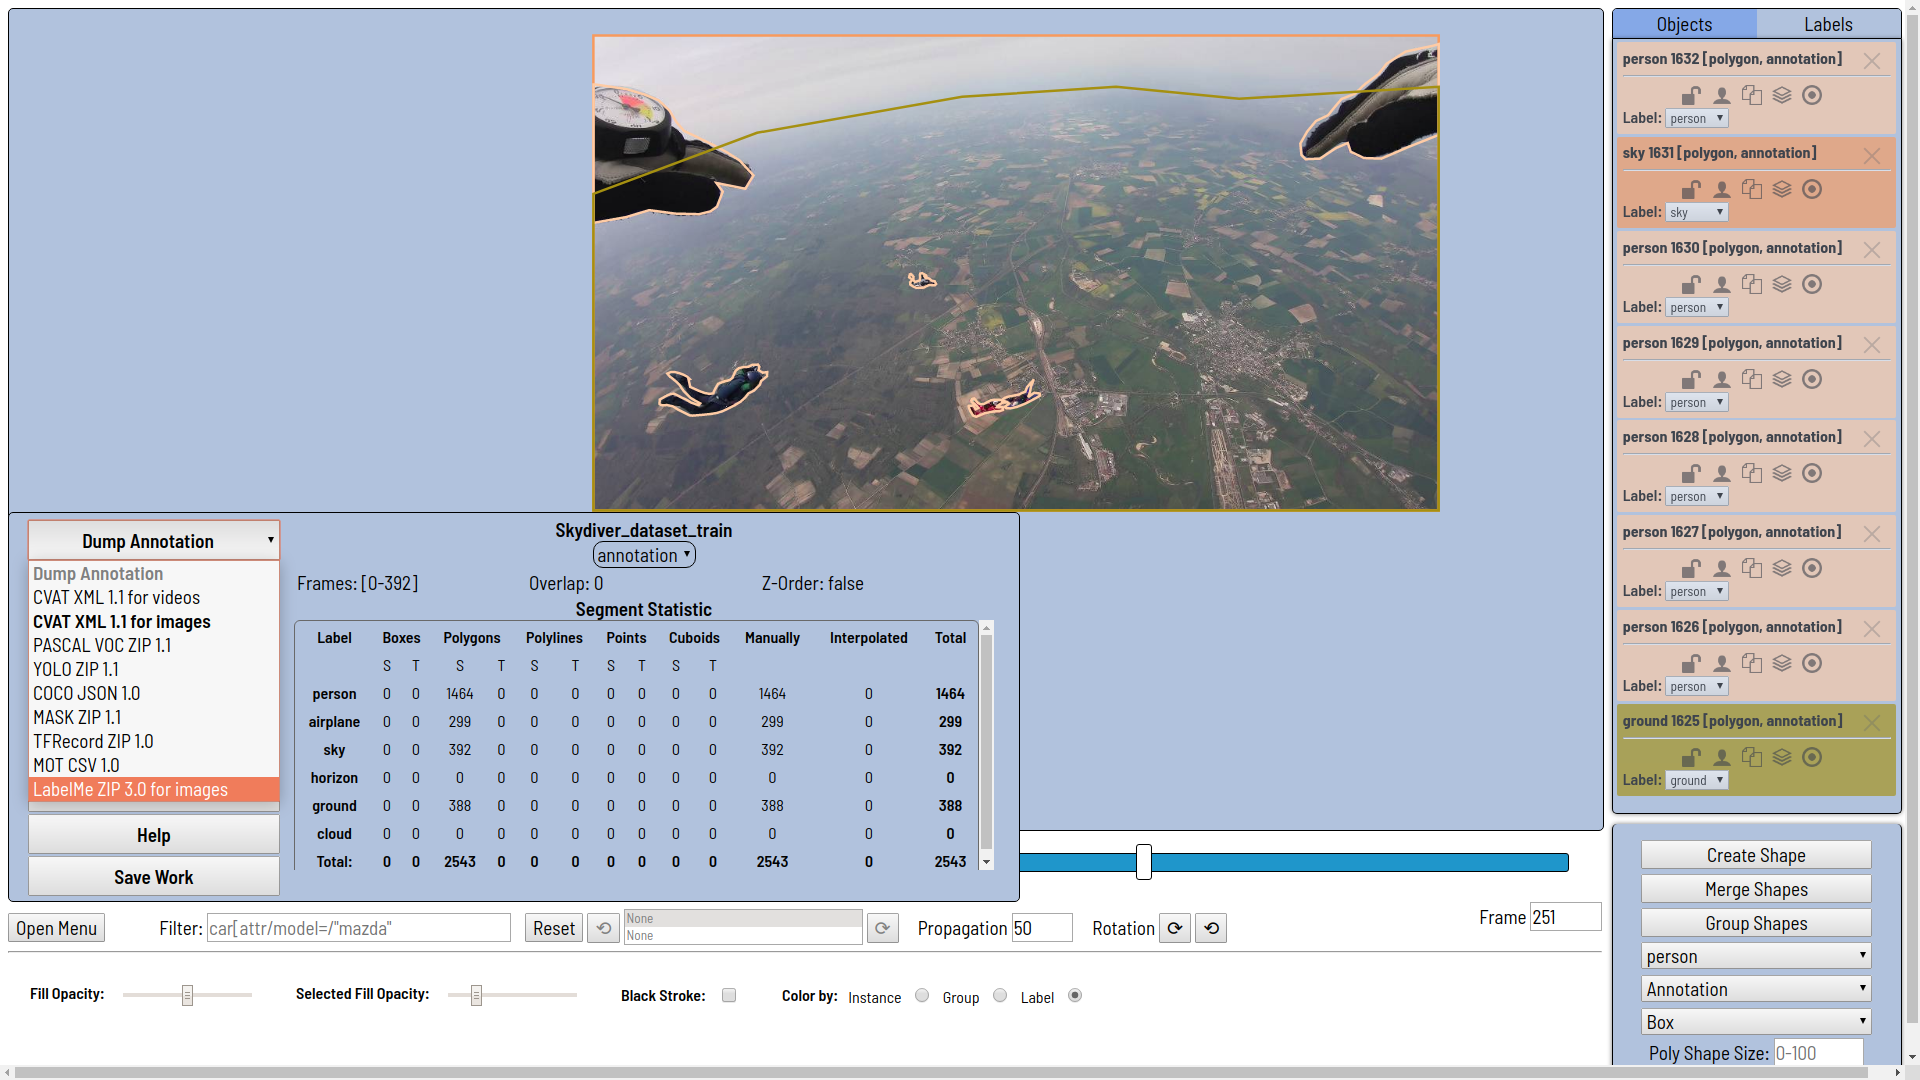 Objects
Labels
person 1632 [polygon, annotation]
Label: person
sky 1631 [polygon, annotation]
Label: sky
person 1630 [polygon, annotation]
Label: person
person 1629 [polygon, annotation]
Label: person
person 1628 [polygon, annotation]
Label: person
person 1627 [polygon, annotation]
Label: person
person 1626 [polygon, annotation]
Label: person
ground 1625 [polygon, annotation]
Label: ground
Dump Annotation
Dump Annotation
CVAT XML 1.1 for videos
CVAT XML 1.1 for images
PASCAL VOC ZIP 1.1
YOLO ZIP 1.1
COCO JSON 1.0
MASK ZIP 1.1
TFRecord ZIP 1.0
MOT CSV 1.0
LabelMe ZIP 3.0 for images
Help
Save Work
Skydiver_dataset_train
annotation
Frames: [0-392] Overlap: 0 Z-Order: false
Segment Statistic
Label Boxes Polygons Polylines Points Cuboids Manually Interpolated Total
S T S T S T S T S T
person 0 0 1464 0 0 0 0 0 0 0 1464 0 1464
airplane 0 0 299 0 0 0 0 0 0 0 299 0 299
sky 0 0 392 0 0 0 0 0 0 0 392 0 392
horizon 0 0 0 0 0 0 0 0 0 0 0 0 0
ground 0 0 388 0 0 0 0 0 0 0 388 0 388
cloud 0 0 0 0 0 0 0 0 0 0 0 0 0
Total: 0 0 2543 0 0 0 0 0 0 0 2543 0 2543
Open Menu
Filter: car[attr/model=/"mazda"
Reset
None
None
Propagation 50
Rotation
Frame 251
Fill Opacity:
Selected Fill Opacity:
Black Stroke:
Color by: Instance Group Label
Create Shape
Merge Shapes
Group Shapes
person
Annotation
Box
Poly Shape Size: 0-100